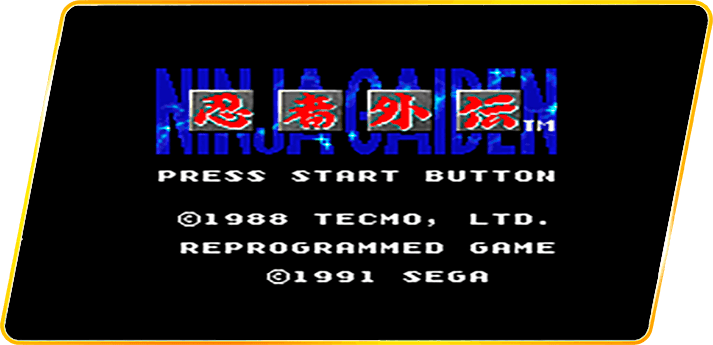 NINJA GAIDEN
忍者外伝™
PRESS START BUTTON
©1988 TECMO, LTD.
REPROGRAMMED GAME
©1991 SEGA